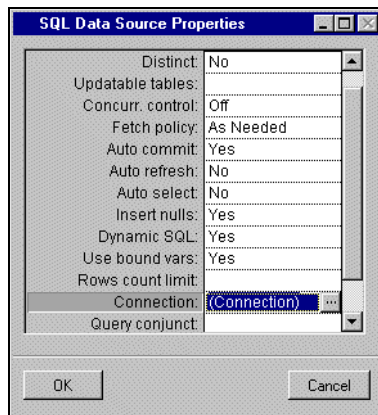 SQL Data Source Properties
Distinct: No
Updatable tables:
Concurr. control: Off
Fetch policy: As Needed
Auto commit: Yes
Auto refresh: No
Auto select: No
Insert nulls: Yes
Dynamic SQL: Yes
Use bound vars: Yes
Rows count limit:
Connection: (Connection) ...
Query conjunct:
OK Cancel